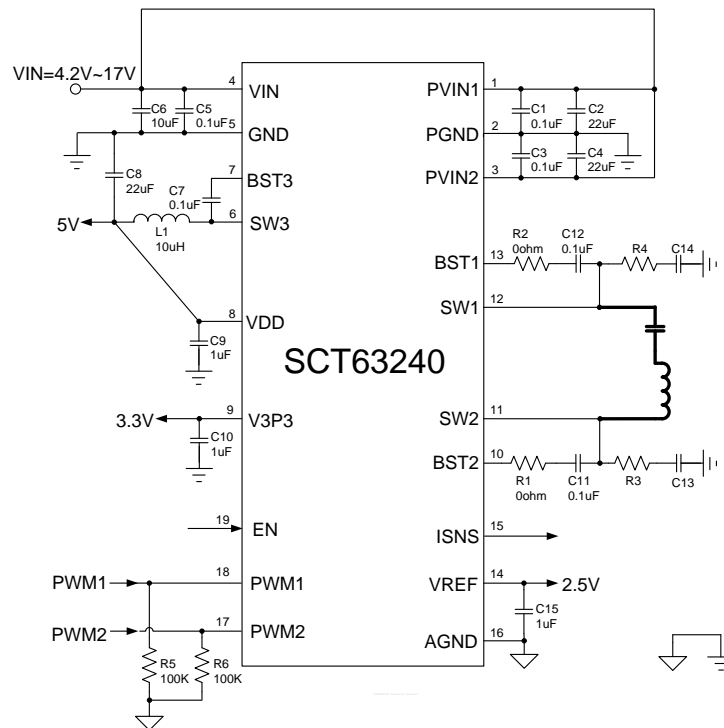 VIN=4.2V~17V
4
VIN
PVIN1
1
C6
10uF
C5
0.1uF
C1
0.1uF
C2
22uF
5
GND
PGND
2
C3
0.1uF
C4
22uF
C8
22uF
7
BST3
PVIN2
3
C7
0.1uF
5V
L1
10uH
6
SW3
R2
0ohm
C12
0.1uF
R4
C14
BST1
13
SW1
12
8
VDD
C9
1uF
SCT63240
3.3V
9
V3P3
SW2
11
C10
1uF
BST2
10
R1
0ohm
C11
0.1uF
R3
C13
19
EN
ISNS
15
PWM1
18
PWM1
VREF
14
2.5V
C15
1uF
PWM2
17
PWM2
AGND
16
R5
100K
R6
100K